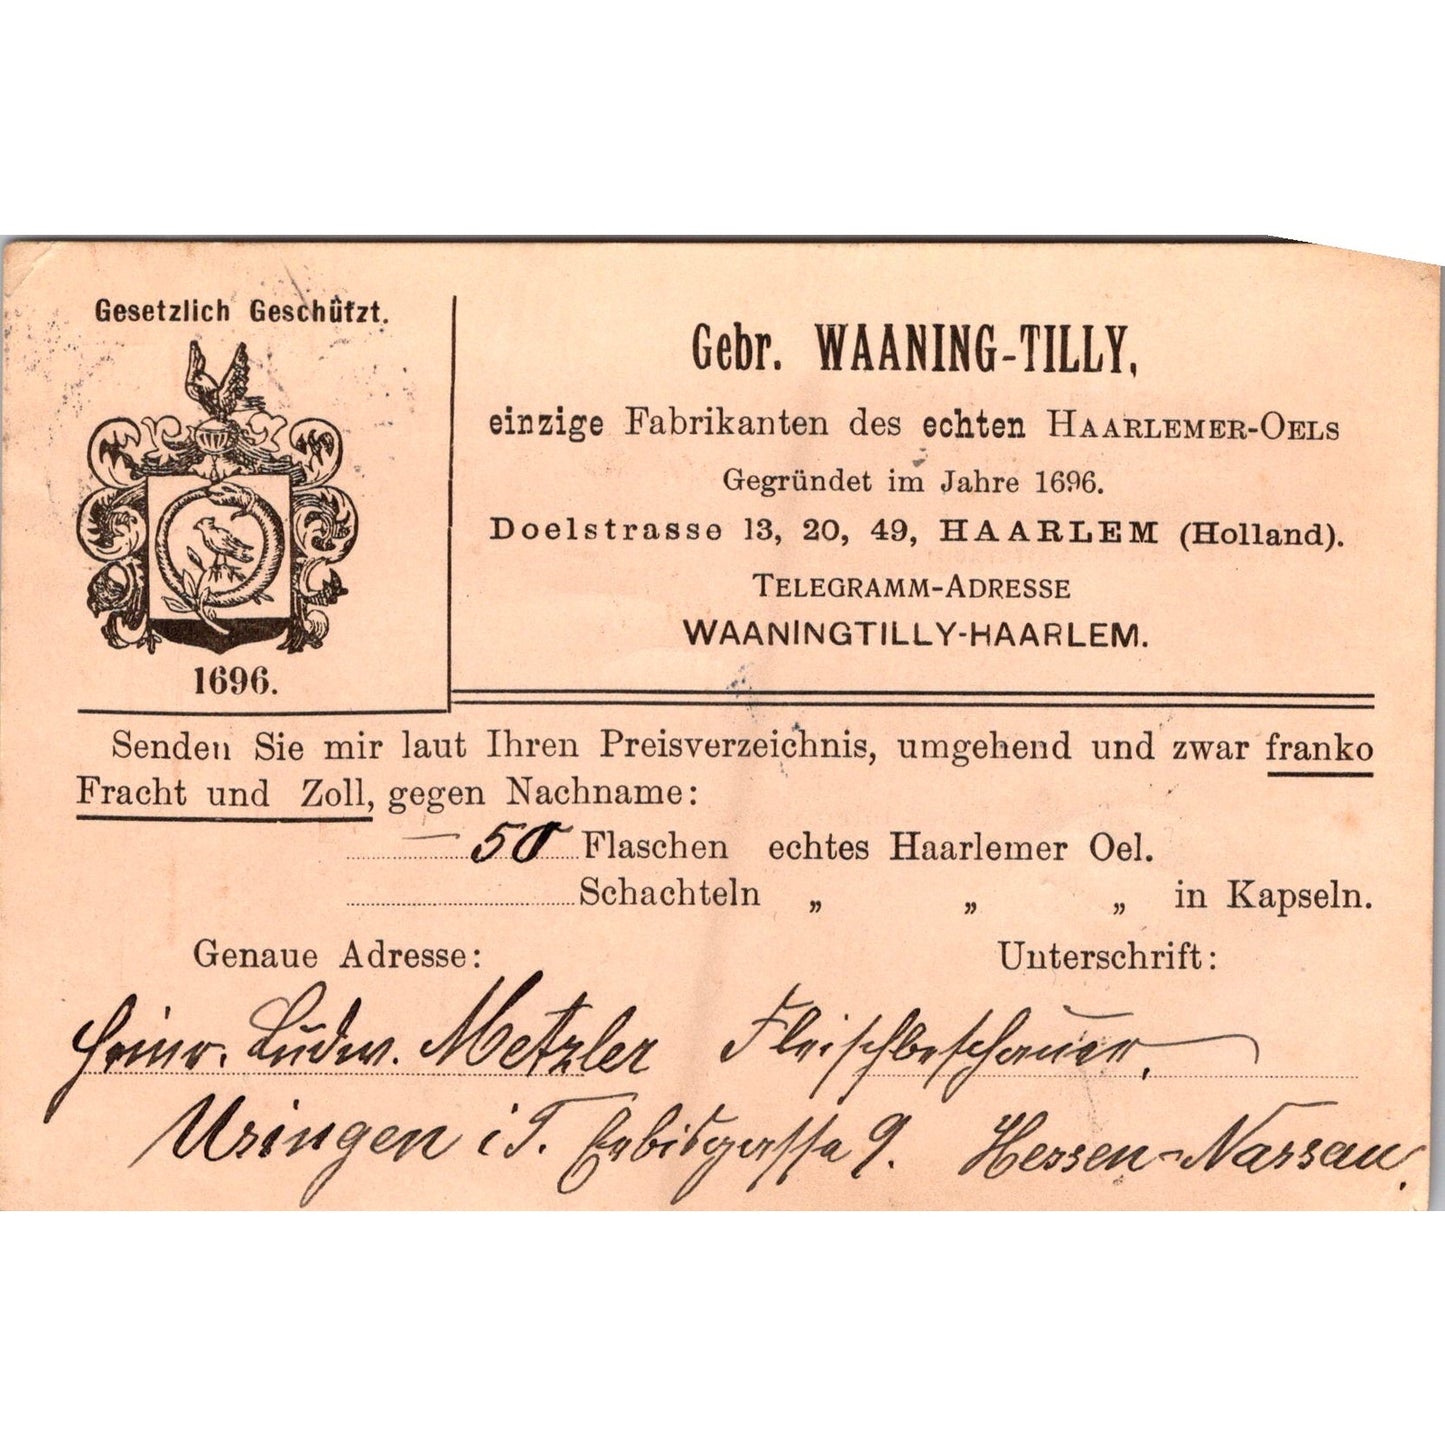 Gesetzlich Geschützt.
1696.
Gebr. WAANING-TILLY,
einzige Fabrikanten des echten HAARLEMER-OELS
Gegründet im Jahre 1696.
Doelstrasse 13, 20, 49, HAARLEM (Holland).
TELEGRAMM-ADRESSE
WAANINGTILLY-HAARLEM.
Senden Sie mir laut Ihren Preisverzeichnis, umgehend und zwar franko
Fracht und Zoll, gegen Nachname:
50 Flaschen echtes Haarlemer Oel.
Schachteln „ „ „ in Kapseln.
Genaue Adresse: Unterschrift:
Heinr. Ludw. Metzler Fleischbeschauer,
Usingen i T. 9. Hessen-Nassau.